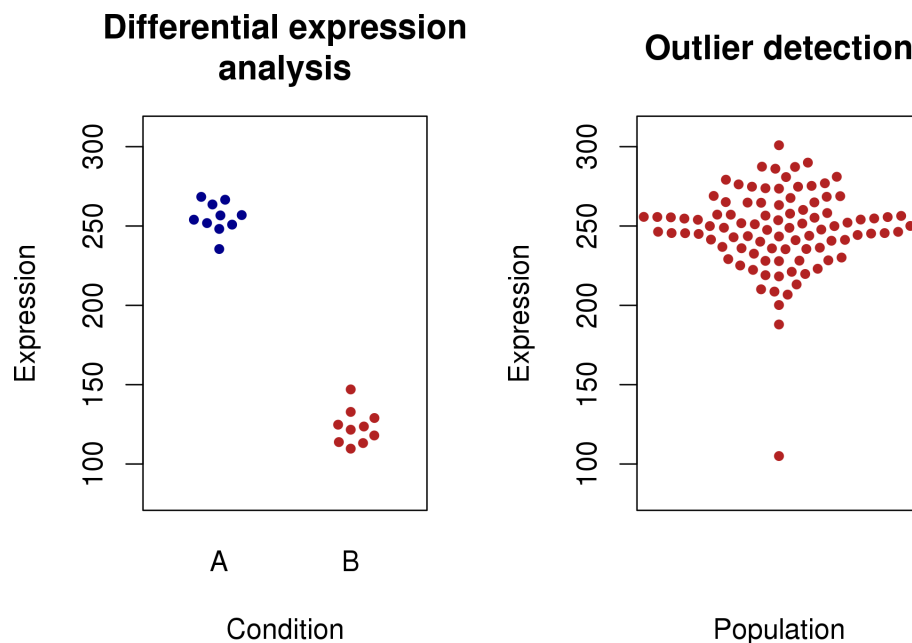 Differential expression
analysis
Expression
300
250
200
150
100
A B
Condition
Outlier detection
Expression
300
250
200
150
100
Population